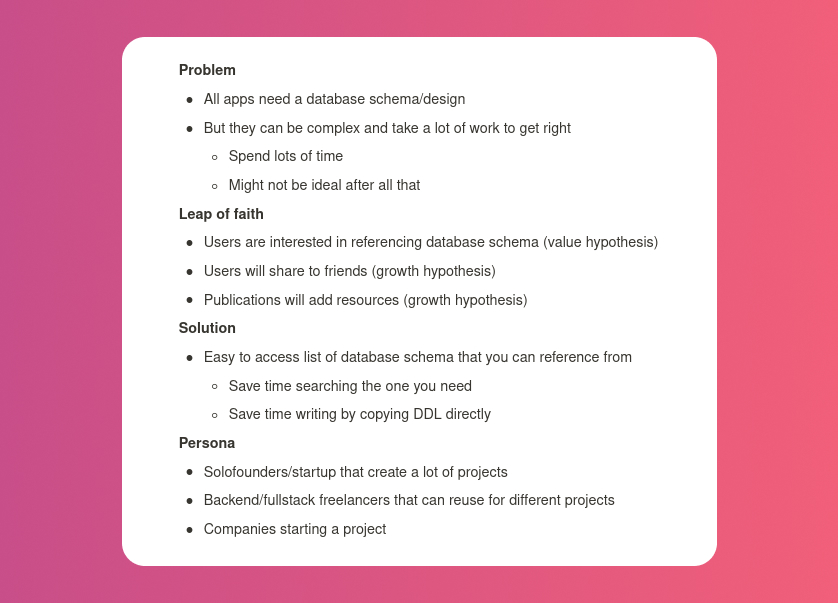 Problem
● All apps need a database schema/design
● But they can be complex and take a lot of work to get right
○ Spend lots of time
○ Might not be ideal after all that
Leap of faith
● Users are interested in referencing database schema (value hypothesis)
● Users will share to friends (growth hypothesis)
● Publications will add resources (growth hypothesis)
Solution
● Easy to access list of database schema that you can reference from
○ Save time searching the one you need
○ Save time writing by copying DDL directly
Persona
● Solofounders/startup that create a lot of projects
● Backend/fullstack freelancers that can reuse for different projects
● Companies starting a project